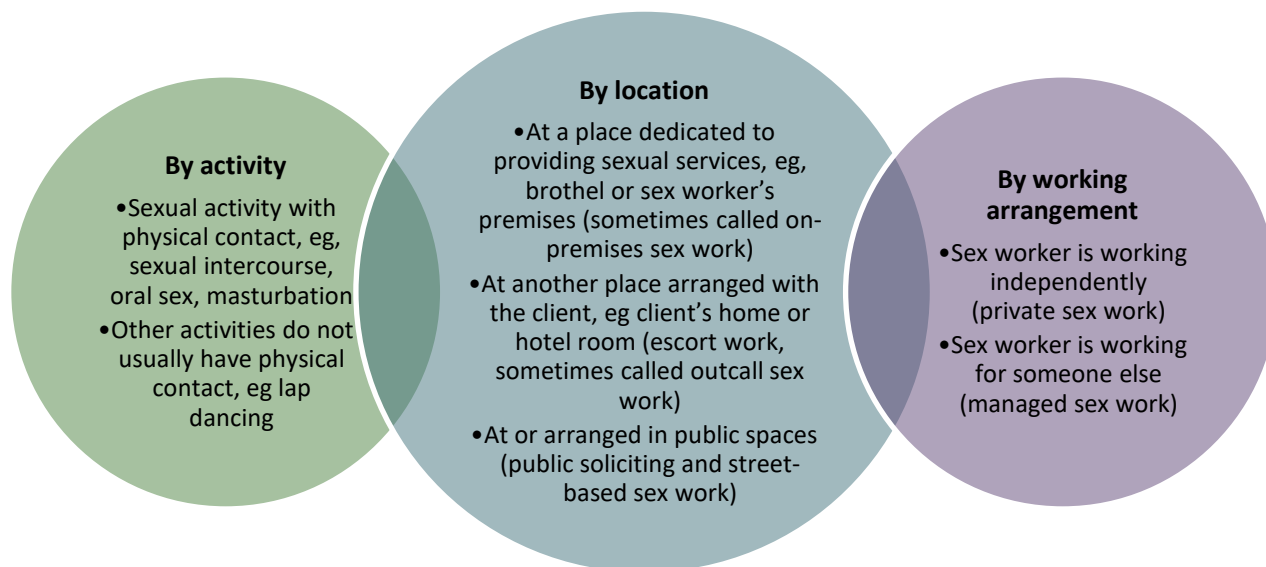 By activity
•Sexual activity with
physical contact, eg,
sexual intercourse,
oral sex, masturbation
•Other activities do not
usually have physical
contact, eg lap
dancing
By location
•At a place dedicated to
providing sexual services, eg,
brothel or sex worker’s
premises (sometimes called on-
premises sex work)
•At another place arranged with
the client, eg client’s home or
hotel room (escort work,
sometimes called outcall sex
work)
•At or arranged in public spaces
(public soliciting and street-
based sex work)
By working
arrangement
•Sex worker is working
independently
(private sex work)
•Sex worker is working
for someone else
(managed sex work)